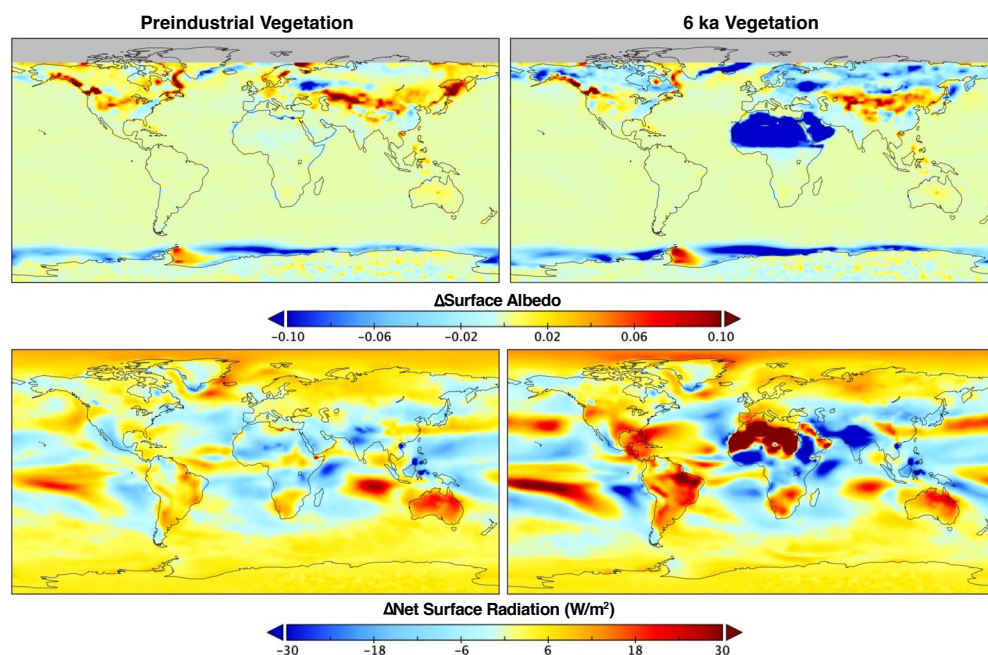 Preindustrial Vegetation
6 ka Vegetation
ΔSurface Albedo
−0.10 −0.06 −0.02 0.02 0.06 0.10
ΔNet Surface Radiation (W/m²)
−30 −18 −6 6 18 30